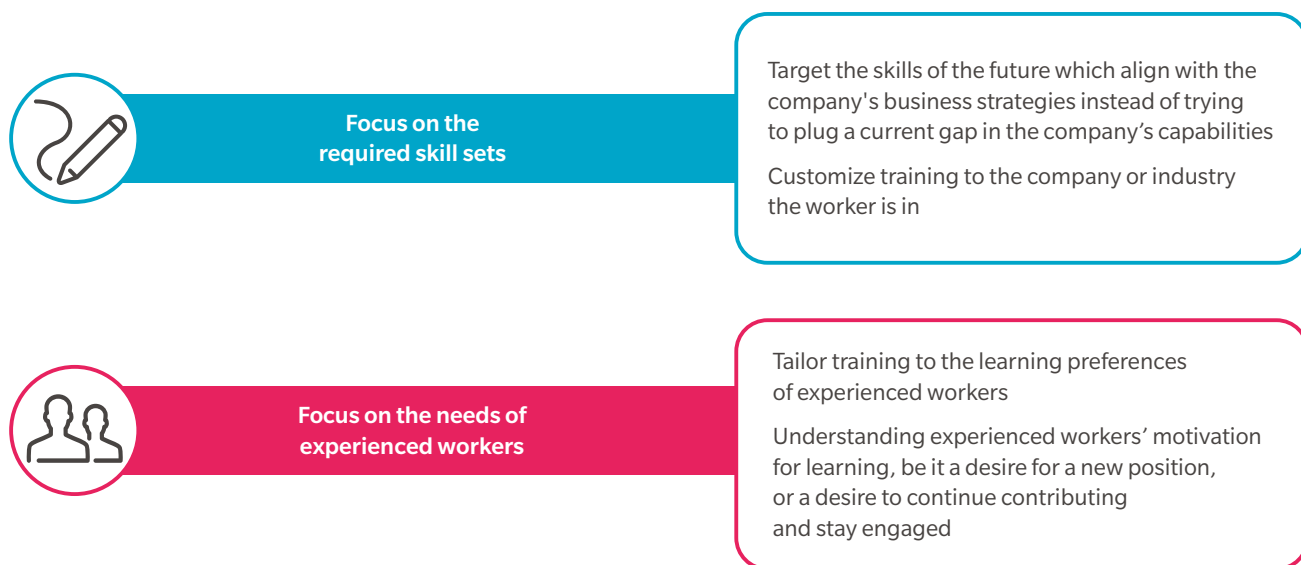 Focus on the
required skill sets
Target the skills of the future which align with the
company's business strategies instead of trying
to plug a current gap in the company’s capabilities
Customize training to the company or industry
the worker is in
Focus on the needs of
experienced workers
Tailor training to the learning preferences
of experienced workers
Understanding experienced workers’ motivation
for learning, be it a desire for a new position,
or a desire to continue contributing
and stay engaged